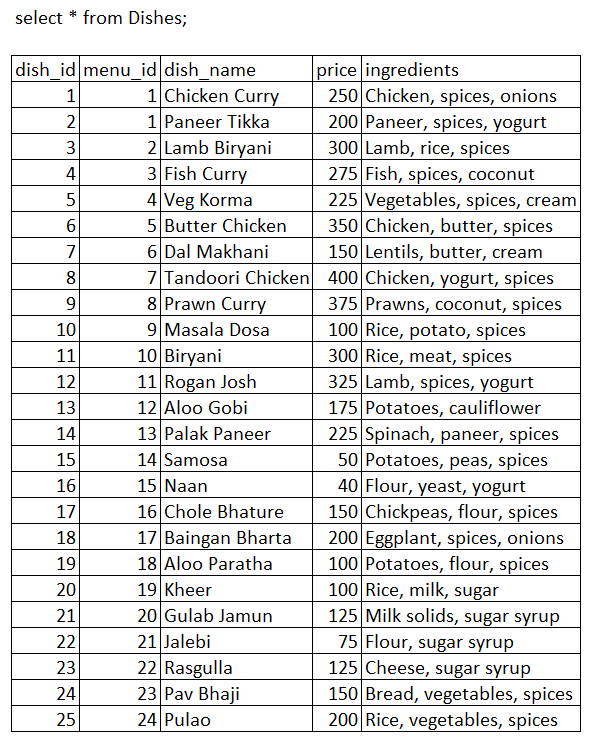 select * from Dishes;
dish_id menu_id dish_name price ingredients
1 1 Chicken Curry 250 Chicken, spices, onions
2 1 Paneer Tikka 200 Paneer, spices, yogurt
3 2 Lamb Biryani 300 Lamb, rice, spices
4 3 Fish Curry 275 Fish, spices, coconut
5 4 Veg Korma 225 Vegetables, spices, cream
6 5 Butter Chicken 350 Chicken, butter, spices
7 6 Dal Makhani 150 Lentils, butter, cream
8 7 Tandoori Chicken 400 Chicken, yogurt, spices
9 8 Prawn Curry 375 Prawns, coconut, spices
10 9 Masala Dosa 100 Rice, potato, spices
11 10 Biryani 300 Rice, meat, spices
12 11 Rogan Josh 325 Lamb, spices, yogurt
13 12 Aloo Gobi 175 Potatoes, cauliflower
14 13 Palak Paneer 225 Spinach, paneer, spices
15 14 Samosa 50 Potatoes, peas, spices
16 15 Naan 40 Flour, yeast, yogurt
17 16 Chole Bhature 150 Chickpeas, flour, spices
18 17 Baingan Bharta 200 Eggplant, spices, onions
19 18 Aloo Paratha 100 Potatoes, flour, spices
20 19 Kheer 100 Rice, milk, sugar
21 20 Gulab Jamun 125 Milk solids, sugar syrup
22 21 Jalebi 75 Flour, sugar syrup
23 22 Rasgulla 125 Cheese, sugar syrup
24 23 Pav Bhaji 150 Bread, vegetables, spices
25 24 Pulao 200 Rice, vegetables, spices